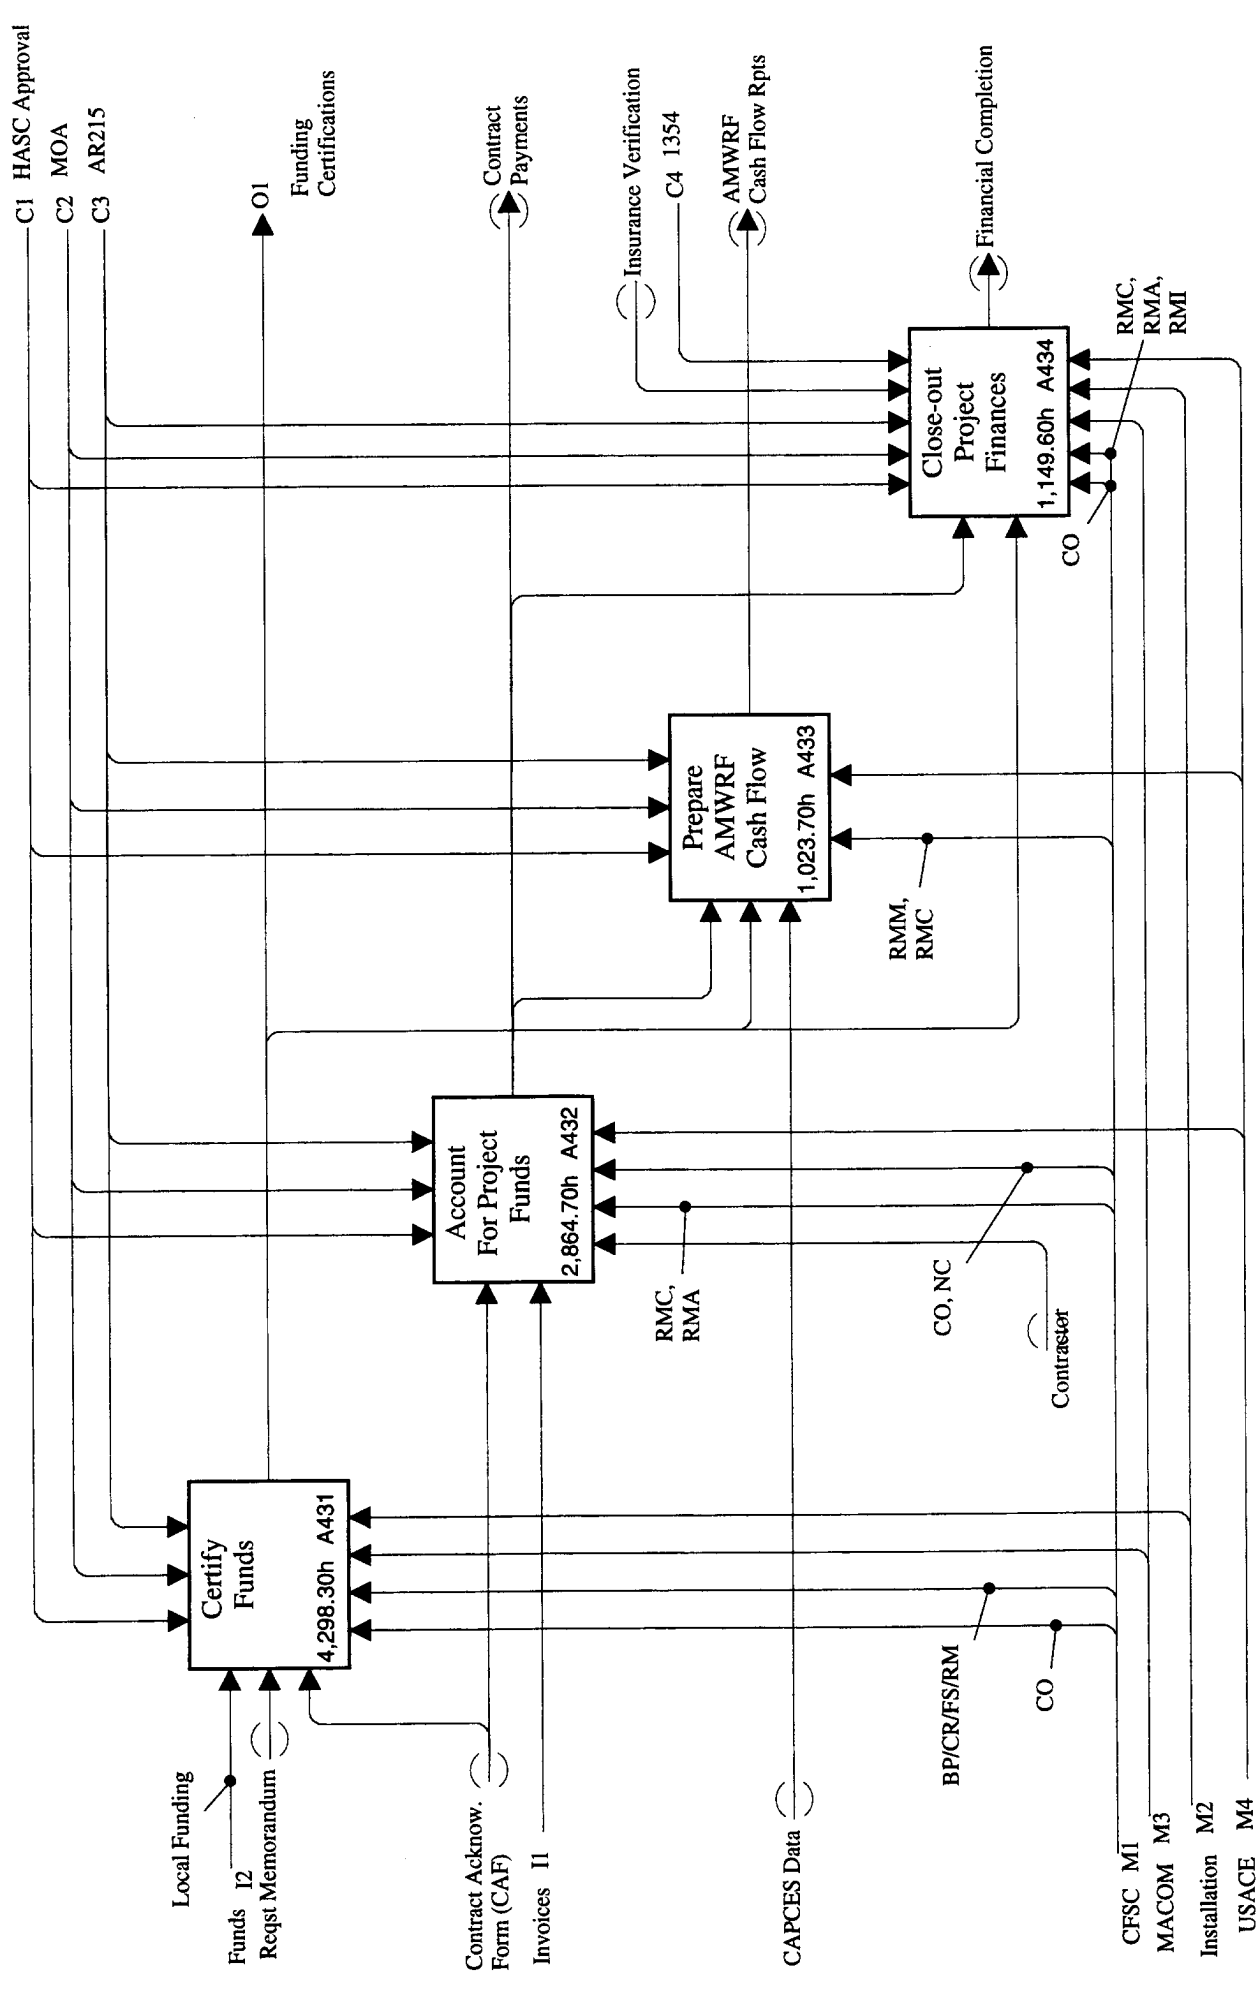 C1 HASC Approval
C2 MOA
C3 AR215
O1
Funding
Certifications
Contract
Payments
Insurance Verification
C4 1354
AMWRF
Cash Flow Rpts
Financial Completion
Local Funding
Funds I2
Reqst Memorandum
Certify
Funds
4,298.30h A431
Contract Acknow.
Form (CAF)
Invoices I1
Account
For Project
Funds
2,864.70h A432
RMC,
RMA
CO, NC
Contractor
CAPCES Data
Prepare
AMWRF
Cash Flow
1,023.70h A433
RMM,
RMC
Close-out
Project
Finances
1,149.60h A434
CO
RMC,
RMA,
RMI
BP/CR/FS/RM
CO
CFSC M1
MACOM M3
Installation M2
USACE M4